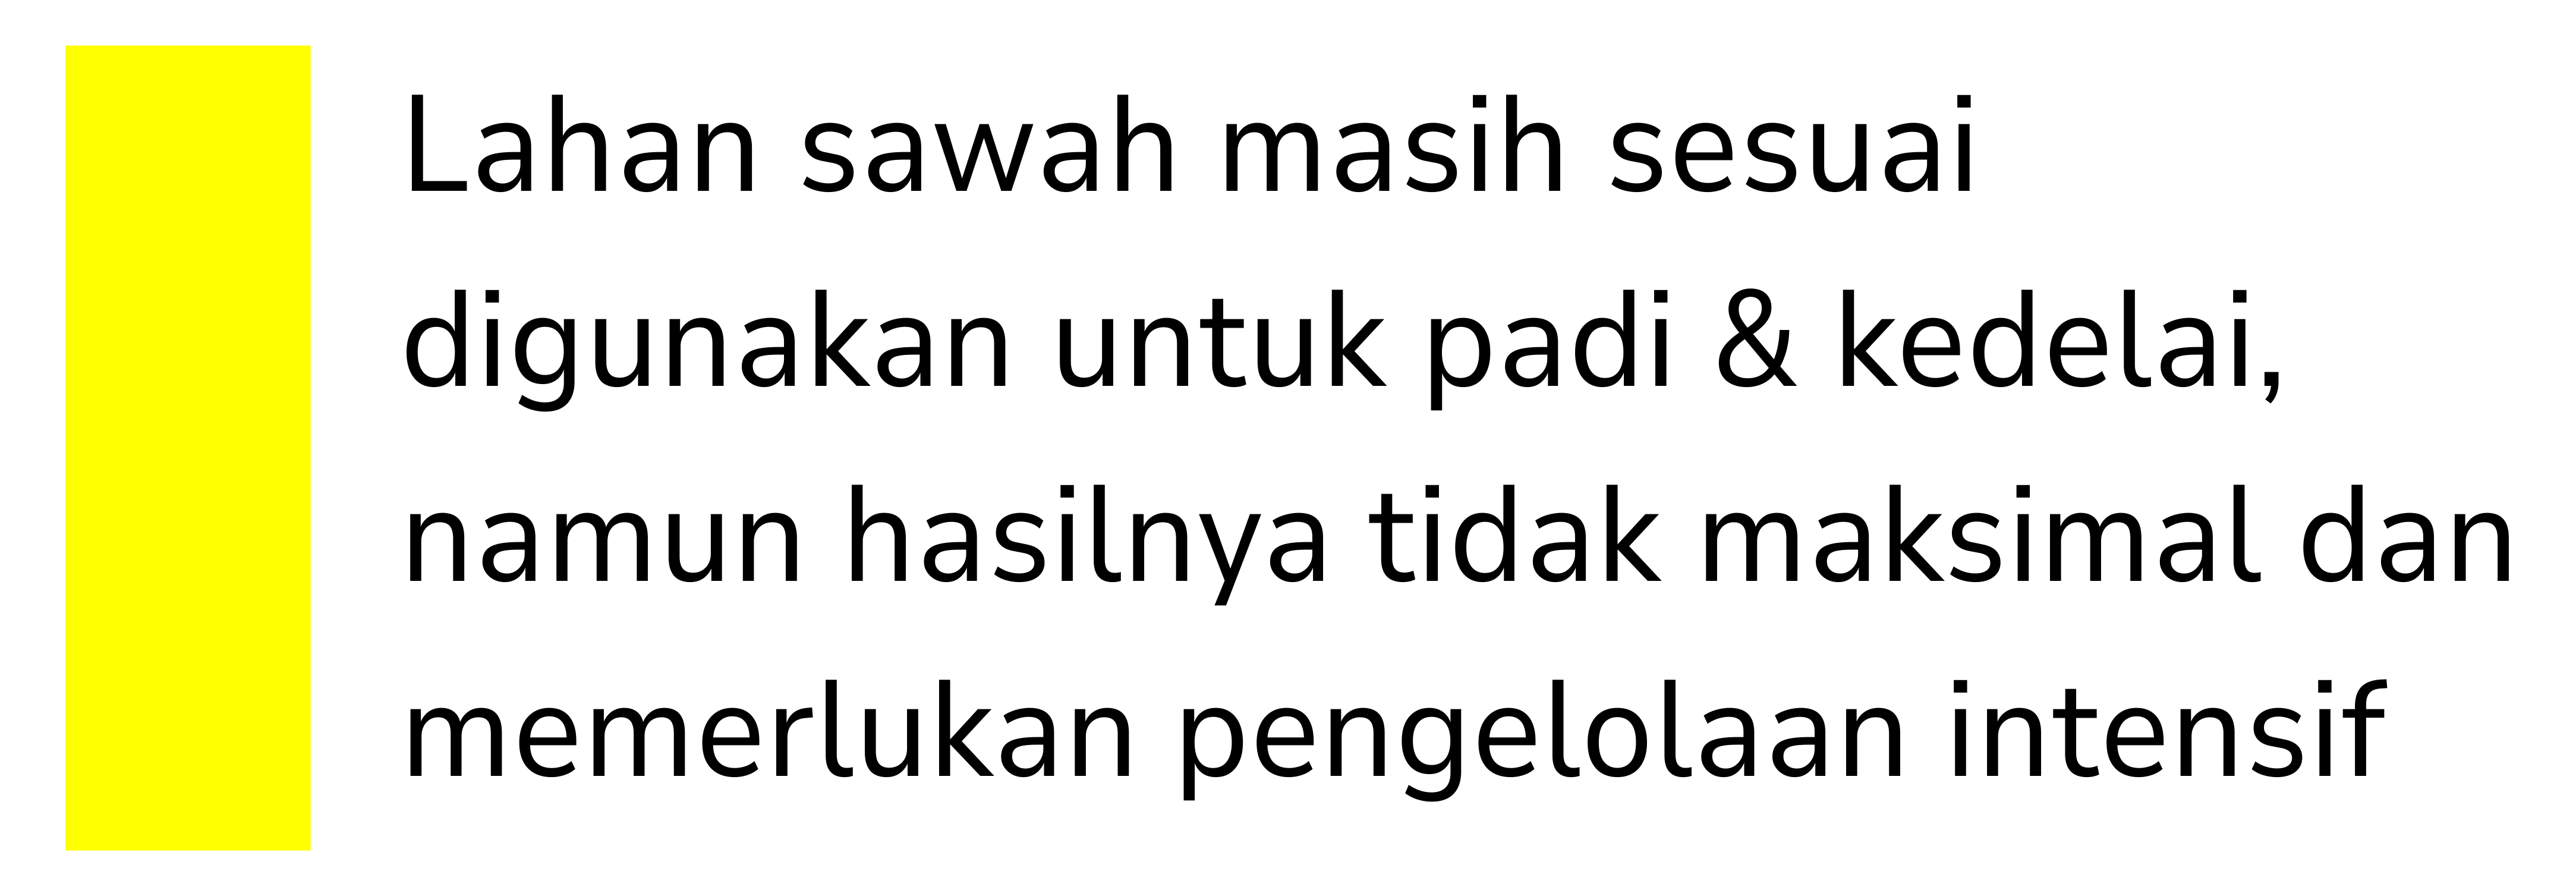 Lahan sawah masih sesuai
digunakan untuk padi & kedelai,
namun hasilnya tidak maksimal dan
memerlukan pengelolaan intensif